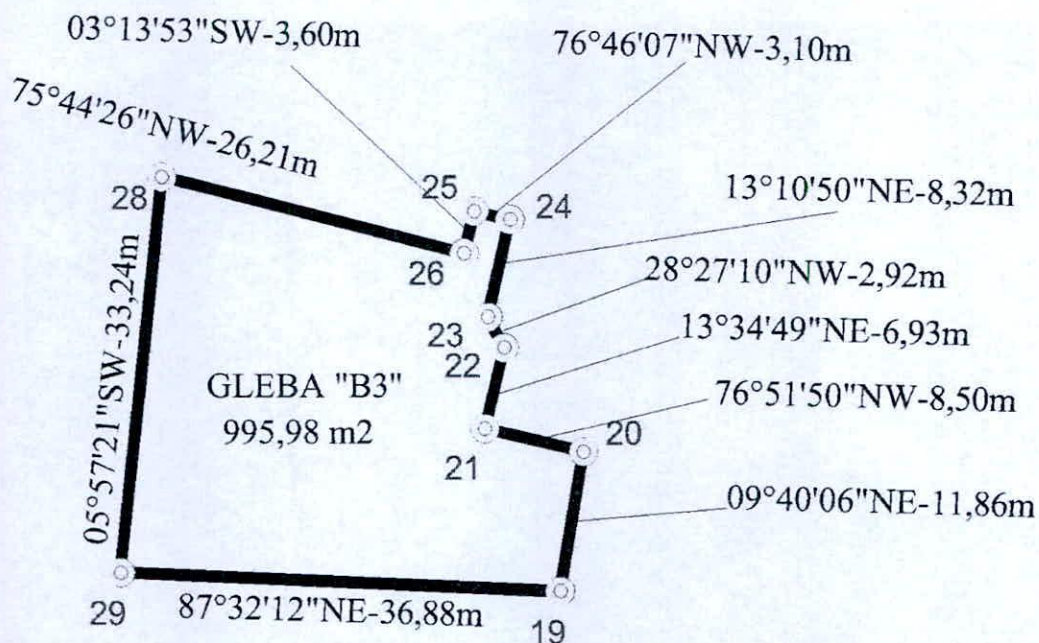 03°13'53"SW-3,60m
76°46'07"NW-3,10m
75°44'26"NW-26,21m
25
24
28
13°10'50"NE-8,32m
26
28°27'10"NW-2,92m
23
13°34'49"NE-6,93m
22
05°57'21"SW-33,24m
GLEBA "B3"
995,98 m2
76°51'50"NW-8,50m
20
21
09°40'06"NE-11,86m
29
87°32'12"NE-36,88m
19